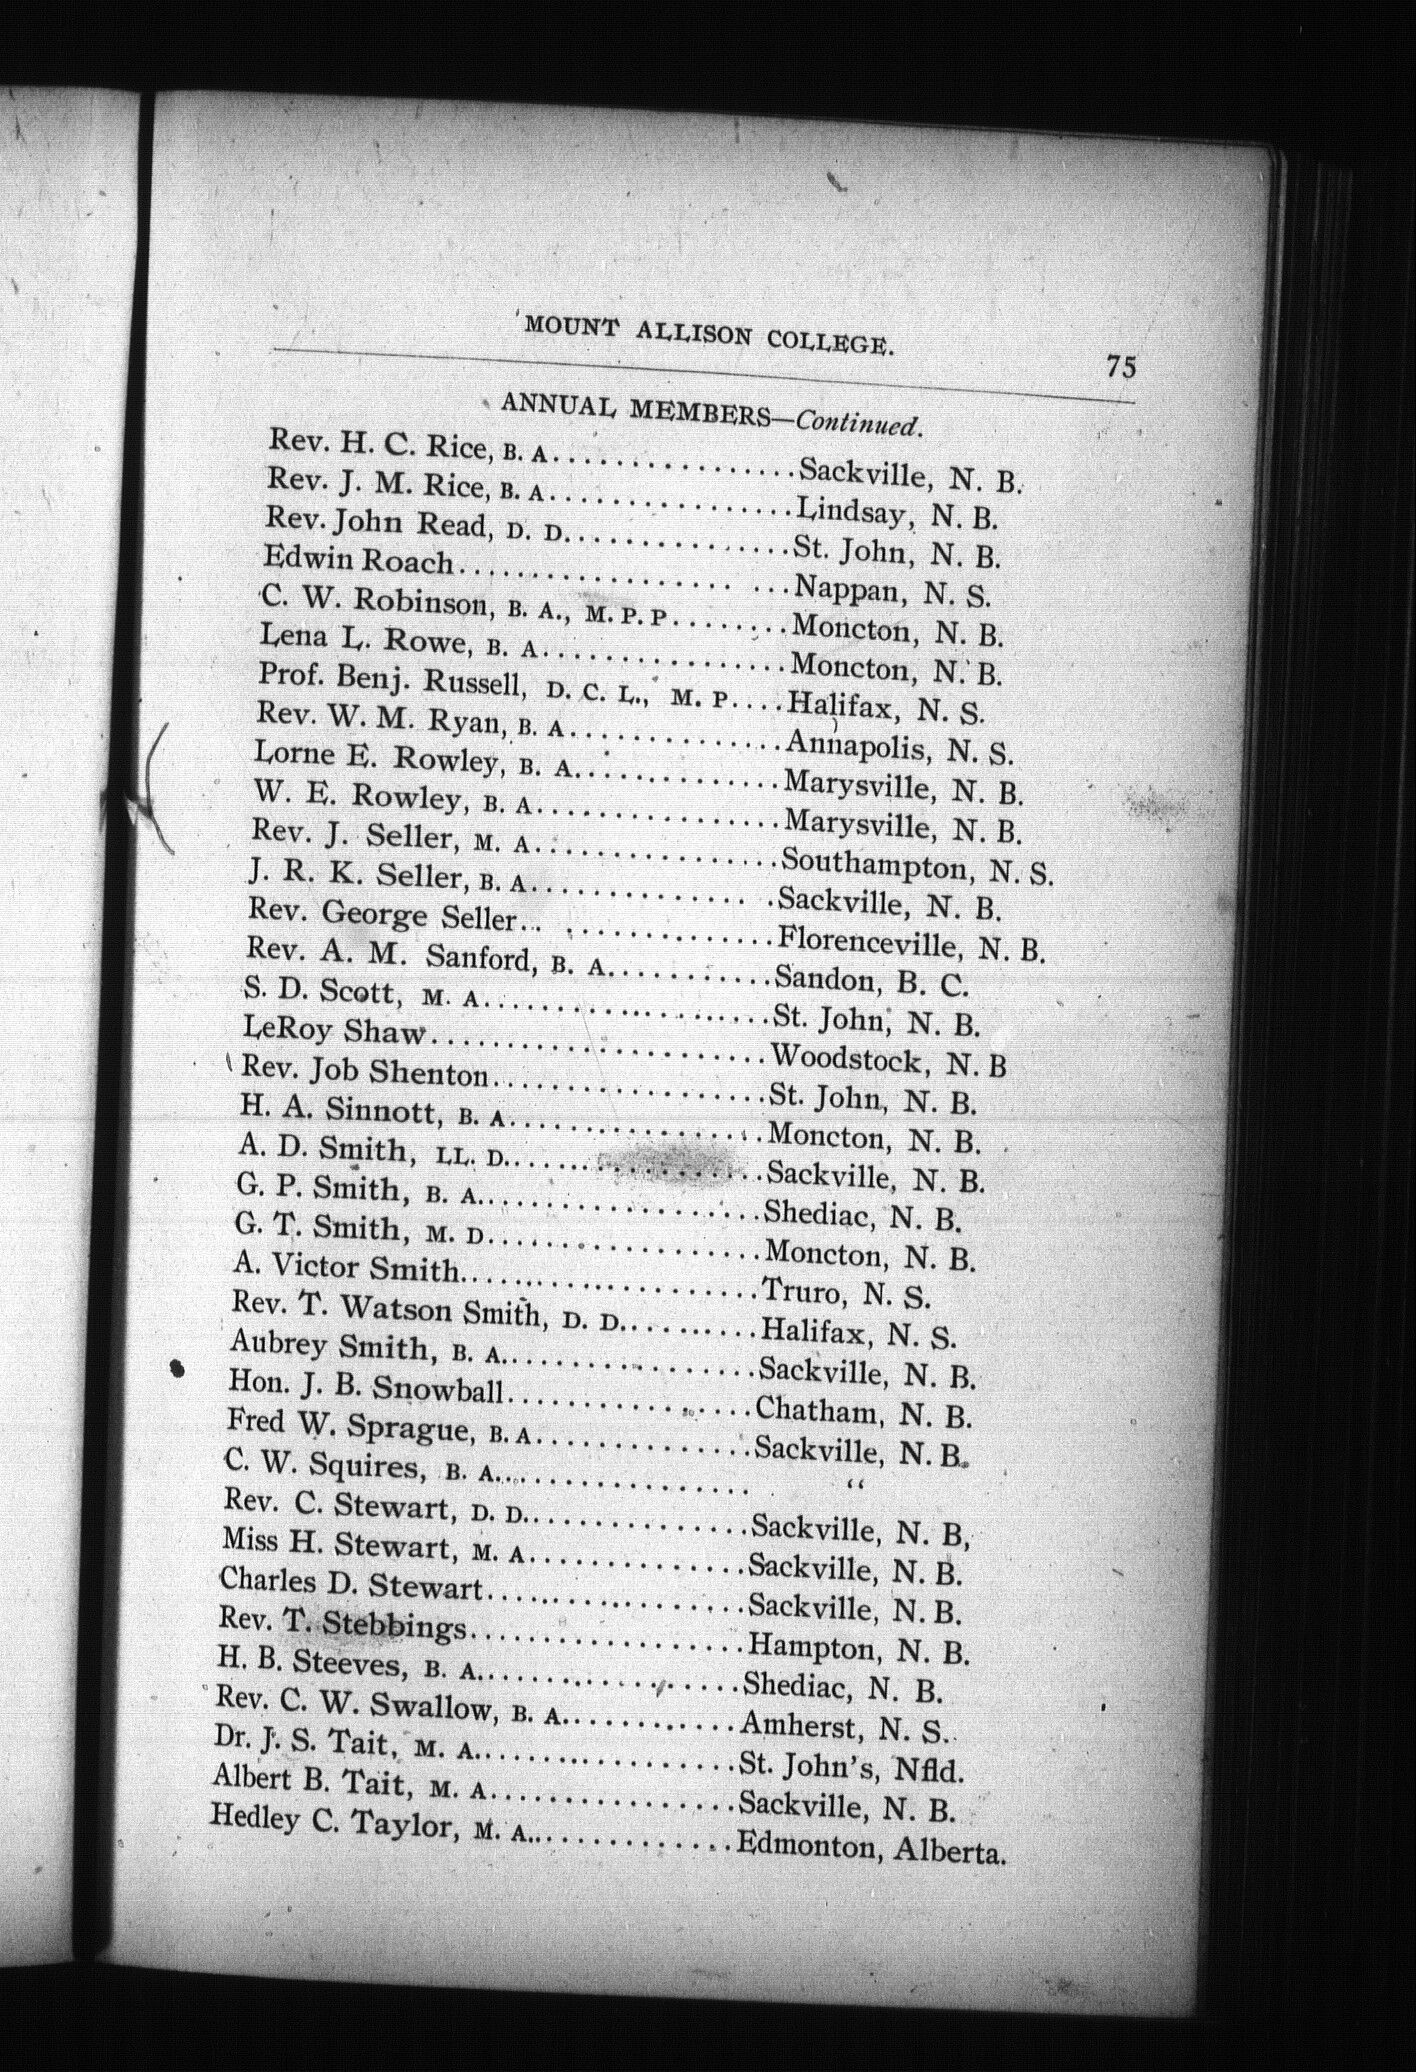 MOUNT ALLISON COLLEGE. 75
ANNUAL MEMBERS—Continued.
Rev. H. C. Rice, B. A................Sackville, N. B.
Rev. J. M. Rice, B. A................Lindsay, N. B.
Rev. John Read, D. D...............St. John, N. B.
Edwin Roach.................. ...Nappan, N. S.
C. W. Robinson, B. A., M. P. P........Moncton, N. B.
Lena L. Rowe, B. A................Moncton, N. B.
Prof. Benj. Russell, D. C. L., M. P....Halifax, N. S.
Rev. W. M. Ryan, B. A..............Annapolis, N. S.
Lorne E. Rowley, B. A.............Marysville, N. B.
W. E. Rowley, B. A................Marysville, N. B.
Rev. J. Seller, M. A................Southampton, N. S.
J. R. K. Seller, B. A.............. .Sackville, N. B.
Rev. George Seller.. ..............Florenceville, N. B.
Rev. A. M. Sanford, B. A...........Sandon, B. C.
S. D. Scott, M. A...................St. John, N. B.
LeRoy Shaw......................Woodstock, N. B
Rev. Job Shenton..................St. John, N. B.
H. A. Sinnott, B. A.................Moncton, N. B.
A. D. Smith, LL. D.................Sackville, N. B.
G. P. Smith, B. A...................Shediac, N. B.
G. T. Smith, M. D..................Moncton, N. B.
A. Victor Smith....................Truro, N. S.
Rev. T. Watson Smith, D. D..........Halifax, N. S.
Aubrey Smith, B. A.................Sackville, N. B.
Hon. J. B. Snowball................Chatham, N. B.
Fred W. Sprague, B. A..............Sackville, N. B.
C. W. Squires, B. A................. “
Rev. C. Stewart, D. D...............Sackville, N. B,
Miss H. Stewart, M. A..............Sackville, N. B.
Charles D. Stewart.................Sackville, N. B.
Rev. T. Stebbings..................Hampton, N. B.
H. B. Steeves, B. A.................Shediac, N. B.
Rev. C. W. Swallow, B. A............Amherst, N. S.
Dr. J. S. Tait, M. A..................St. John's, Nfld.
Albert B. Tait, M. A................Sackville, N. B.
Hedley C. Taylor, M. A..............Edmonton, Alberta.